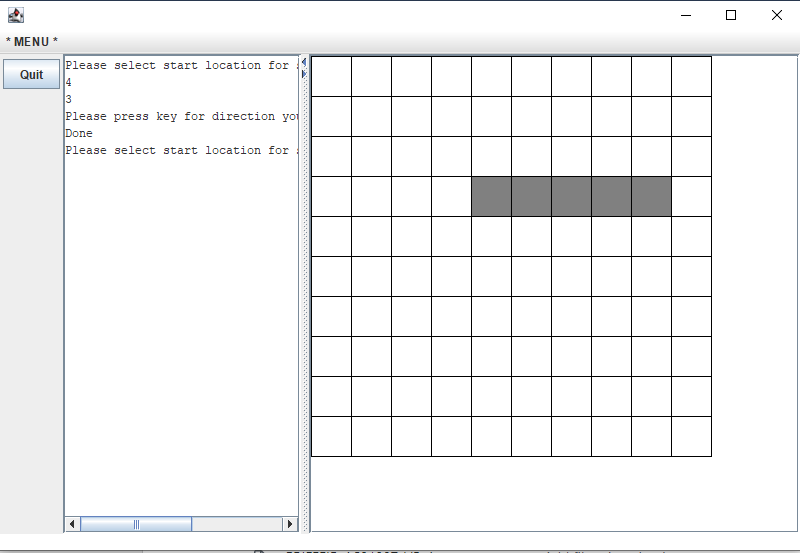 * MENU *
Quit
Please select start location for
4
3
Please press key for direction
Done
Please select start location for